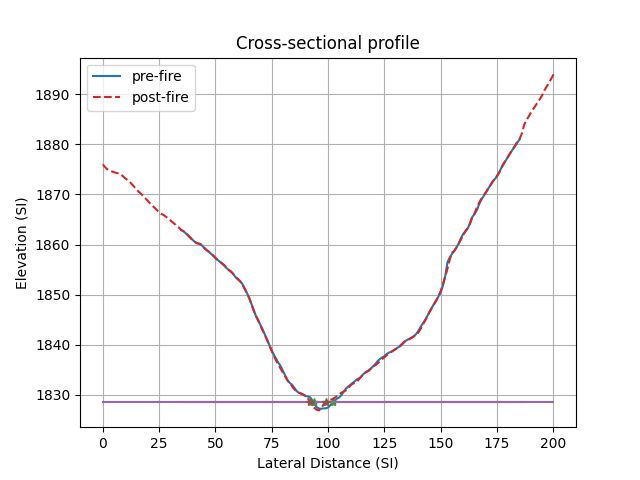 Cross-sectional profile
pre-fire
post-fire
Elevation (SI)
1890
1880
1870
1860
1850
1840
1830
0 25 50 75 100 125 150 175 200
Lateral Distance (SI)